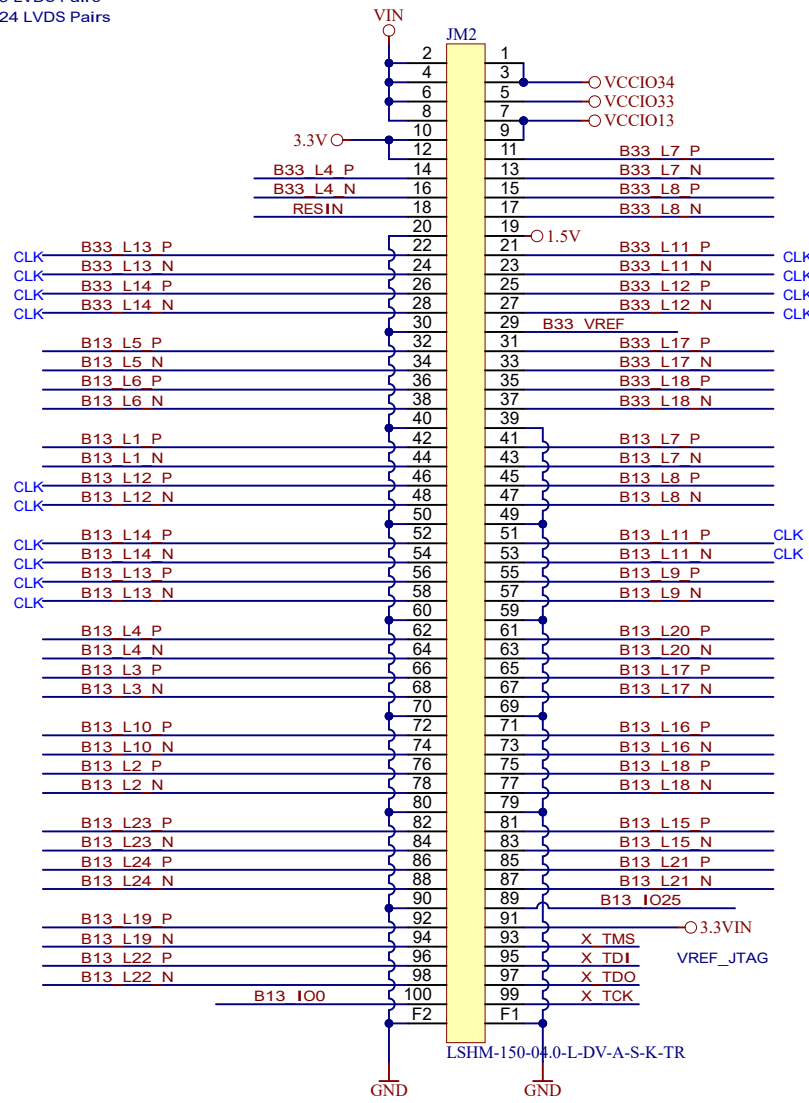 24 LVDS Pairs
VIN
JM2
2 1
4 3 VCCIO34
6 5 VCCIO33
8 7 VCCIO13
3.3V 10 9
12 11 B33_L7_P
B33_L4_P 14 13 B33_L7_N
B33_L4_N 16 15 B33_L8_P
RESIN 18 17 B33_L8_N
20 19 1.5V
CLK B33_L13_P 22 21 B33_L11_P CLK
CLK B33_L13_N 24 23 B33_L11_N CLK
CLK B33_L14_P 26 25 B33_L12_P CLK
CLK B33_L14_N 28 27 B33_L12_N CLK
30 29 B33_VREF
B13_L5_P 32 31 B33_L17_P
B13_L5_N 34 33 B33_L17_N
B13_L6_P 36 35 B33_L18_P
B13_L6_N 38 37 B33_L18_N
40 39
B13_L1_P 42 41 B13_L7_P
B13_L1_N 44 43 B13_L7_N
CLK B13_L12_P 46 45 B13_L8_P
CLK B13_L12_N 48 47 B13_L8_N
50 49
CLK B13_L14_P 52 51 B13_L11_P CLK
CLK B13_L14_N 54 53 B13_L11_N CLK
CLK B13_L13_P 56 55 B13_L9_P
CLK B13_L13_N 58 57 B13_L9_N
60 59
B13_L4_P 62 61 B13_L20_P
B13_L4_N 64 63 B13_L20_N
B13_L3_P 66 65 B13_L17_P
B13_L3_N 68 67 B13_L17_N
70 69
B13_L10_P 72 71 B13_L16_P
B13_L10_N 74 73 B13_L16_N
B13_L2_P 76 75 B13_L18_P
B13_L2_N 78 77 B13_L18_N
80 79
B13_L23_P 82 81 B13_L15_P
B13_L23_N 84 83 B13_L15_N
B13_L24_P 86 85 B13_L21_P
B13_L24_N 88 87 B13_L21_N
90 89 B13_IO25
B13_L19_P 92 91 3.3VIN
B13_L19_N 94 93 X_TMS
B13_L22_P 96 95 X_TDI VREF_JTAG
B13_L22_N 98 97 X_TDO
B13_IO0 100 99 X_TCK
F2 F1
LSHM-150-04.0-L-DV-A-S-K-TR
GND GND